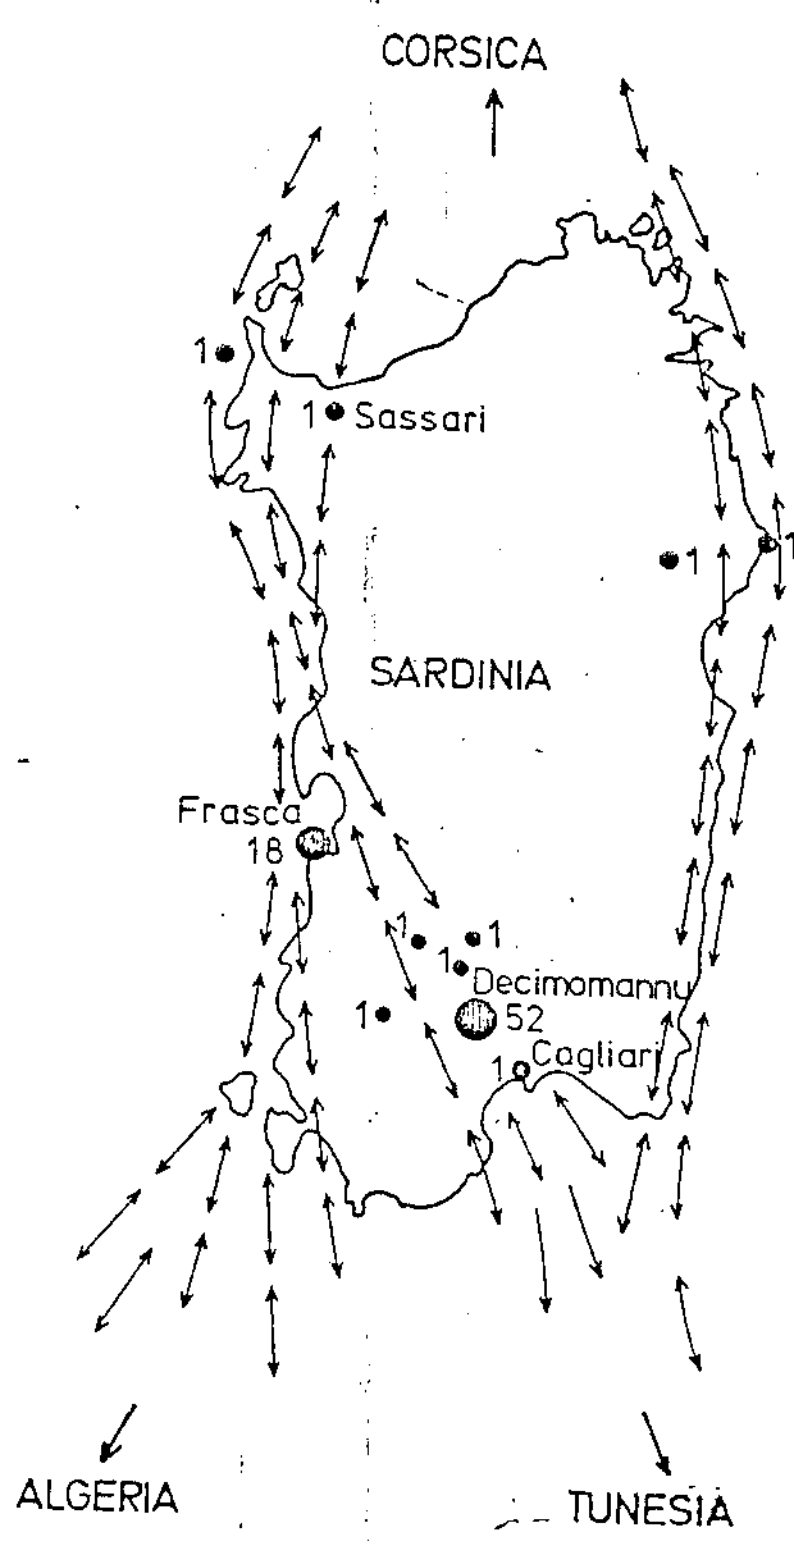 CORSICA
1
1 Sassari
1
1
SARDINIA
Frasca
18
1
1
1
Decimomannu
1
52
Cagliari
1
ALGERIA
TUNESIA